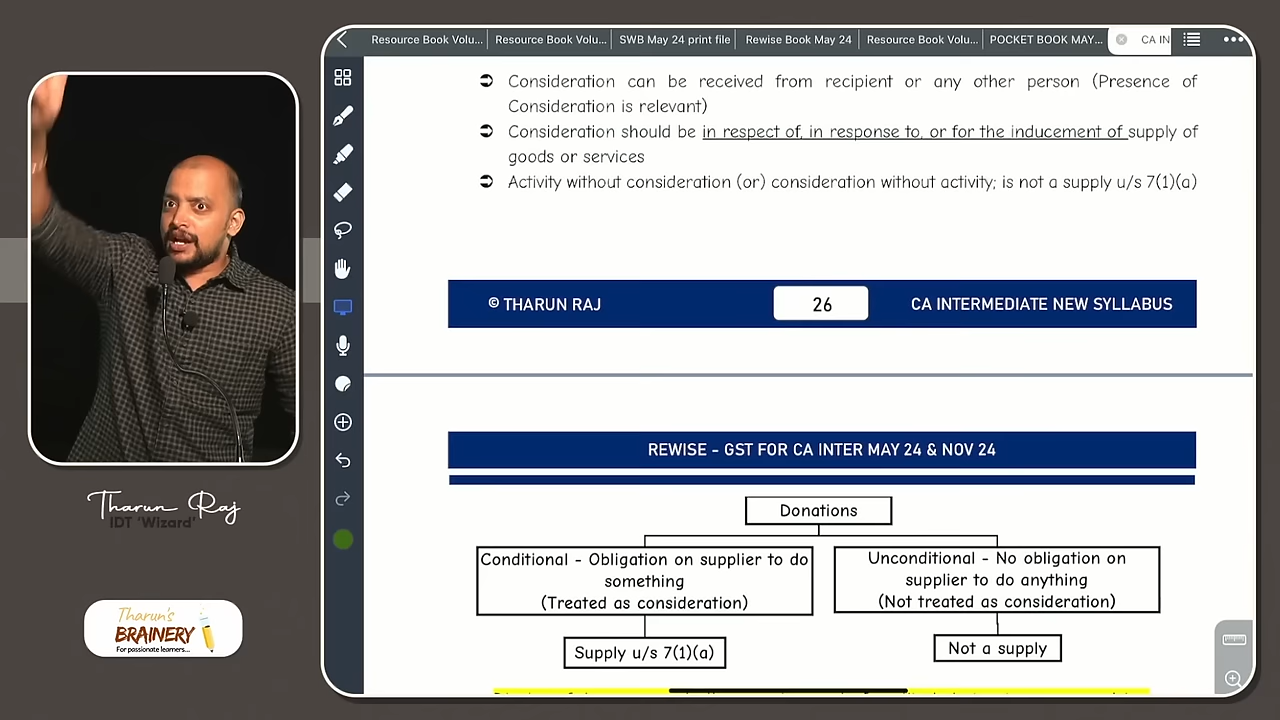 Resource Book Volu...
Resource Book Volu...
SWB May 24 print file
Rewise Book May 24
Resource Book Volu...
POCKET BOOK MAY...
CA IN
➲ Consideration can be received from recipient or any other person (Presence of
Consideration is relevant)
➲ Consideration should be in respect of, in response to, or for the inducement of supply of
goods or services
➲ Activity without consideration (or) consideration without activity; is not a supply u/s 7(1)(a)
© THARUN RAJ
26
CA INTERMEDIATE NEW SYLLABUS
REWISE - GST FOR CA INTER MAY 24 & NOV 24
Donations
Conditional - Obligation on supplier to do
something
(Treated as consideration)
Unconditional - No obligation on
supplier to do anything
(Not treated as consideration)
Supply u/s 7(1)(a)
Not a supply
Tharun Raj
IDT 'Wizard'
Tharun's
BRAINERY
For passionate learners...